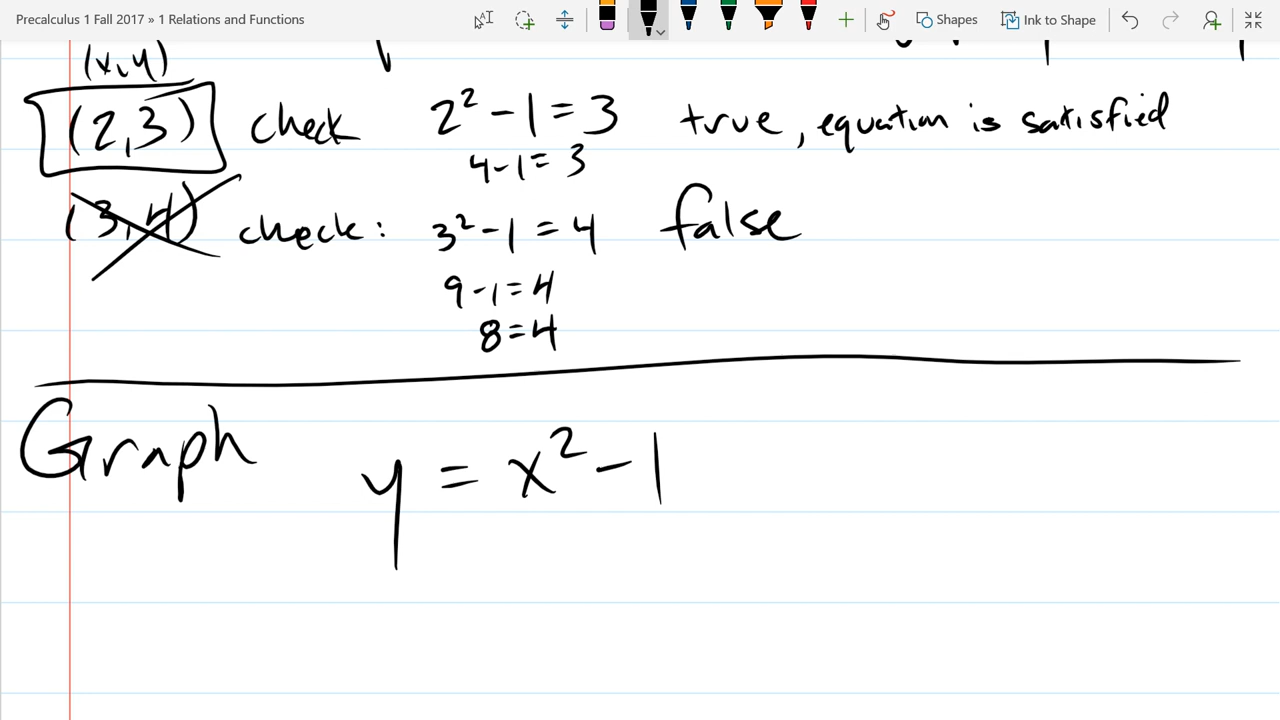 Precalculus 1 Fall 2017 » 1 Relations and Functions
Shapes
Ink to Shape
(x,y)
(2,3) check 2² - 1 = 3 true, equation is satisfied
4 - 1 = 3
(3,4) check: 3² - 1 = 4 false
9 - 1 = 4
8 = 4
Graph y = x² - 1